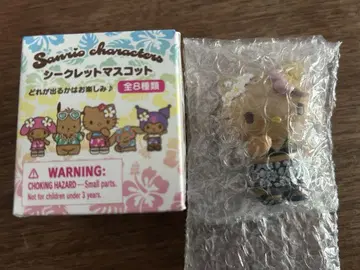 Sanrio characters
シークレットマスコット
どれが出るかはお楽しみ♪
全8種類
WARNING:
CHOKING HAZARD—Small parts.
Not for children under 3 years.